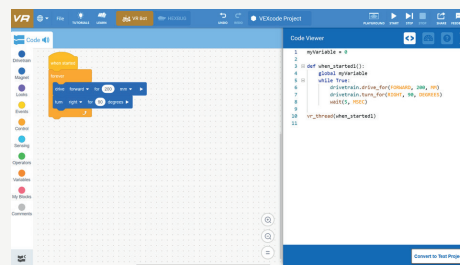 VR
File
TUTORIALS
LEARN
VR Bot
UNDO
REDO
VEXcode Project
PLAYGROUND
START
STEP
STOP
SHARE
Code
Drivetrain
Magnet
Looks
Events
Control
Sensing
Operators
Variables
My Blocks
Comments
when started
forever
drive forward for 200 mm
turn right for 90 degrees
Code Viewer
1 myVariable = 0
2
3 def when_started1():
4 global myVariable
5 while True:
6 drivetrain.drive_for(FORWARD, 200, MM)
7 drivetrain.turn_for(RIGHT, 90, DEGREES)
8 wait(5, MSEC)
9
10 vr_thread(when_started1)
11
Convert to Text Proje